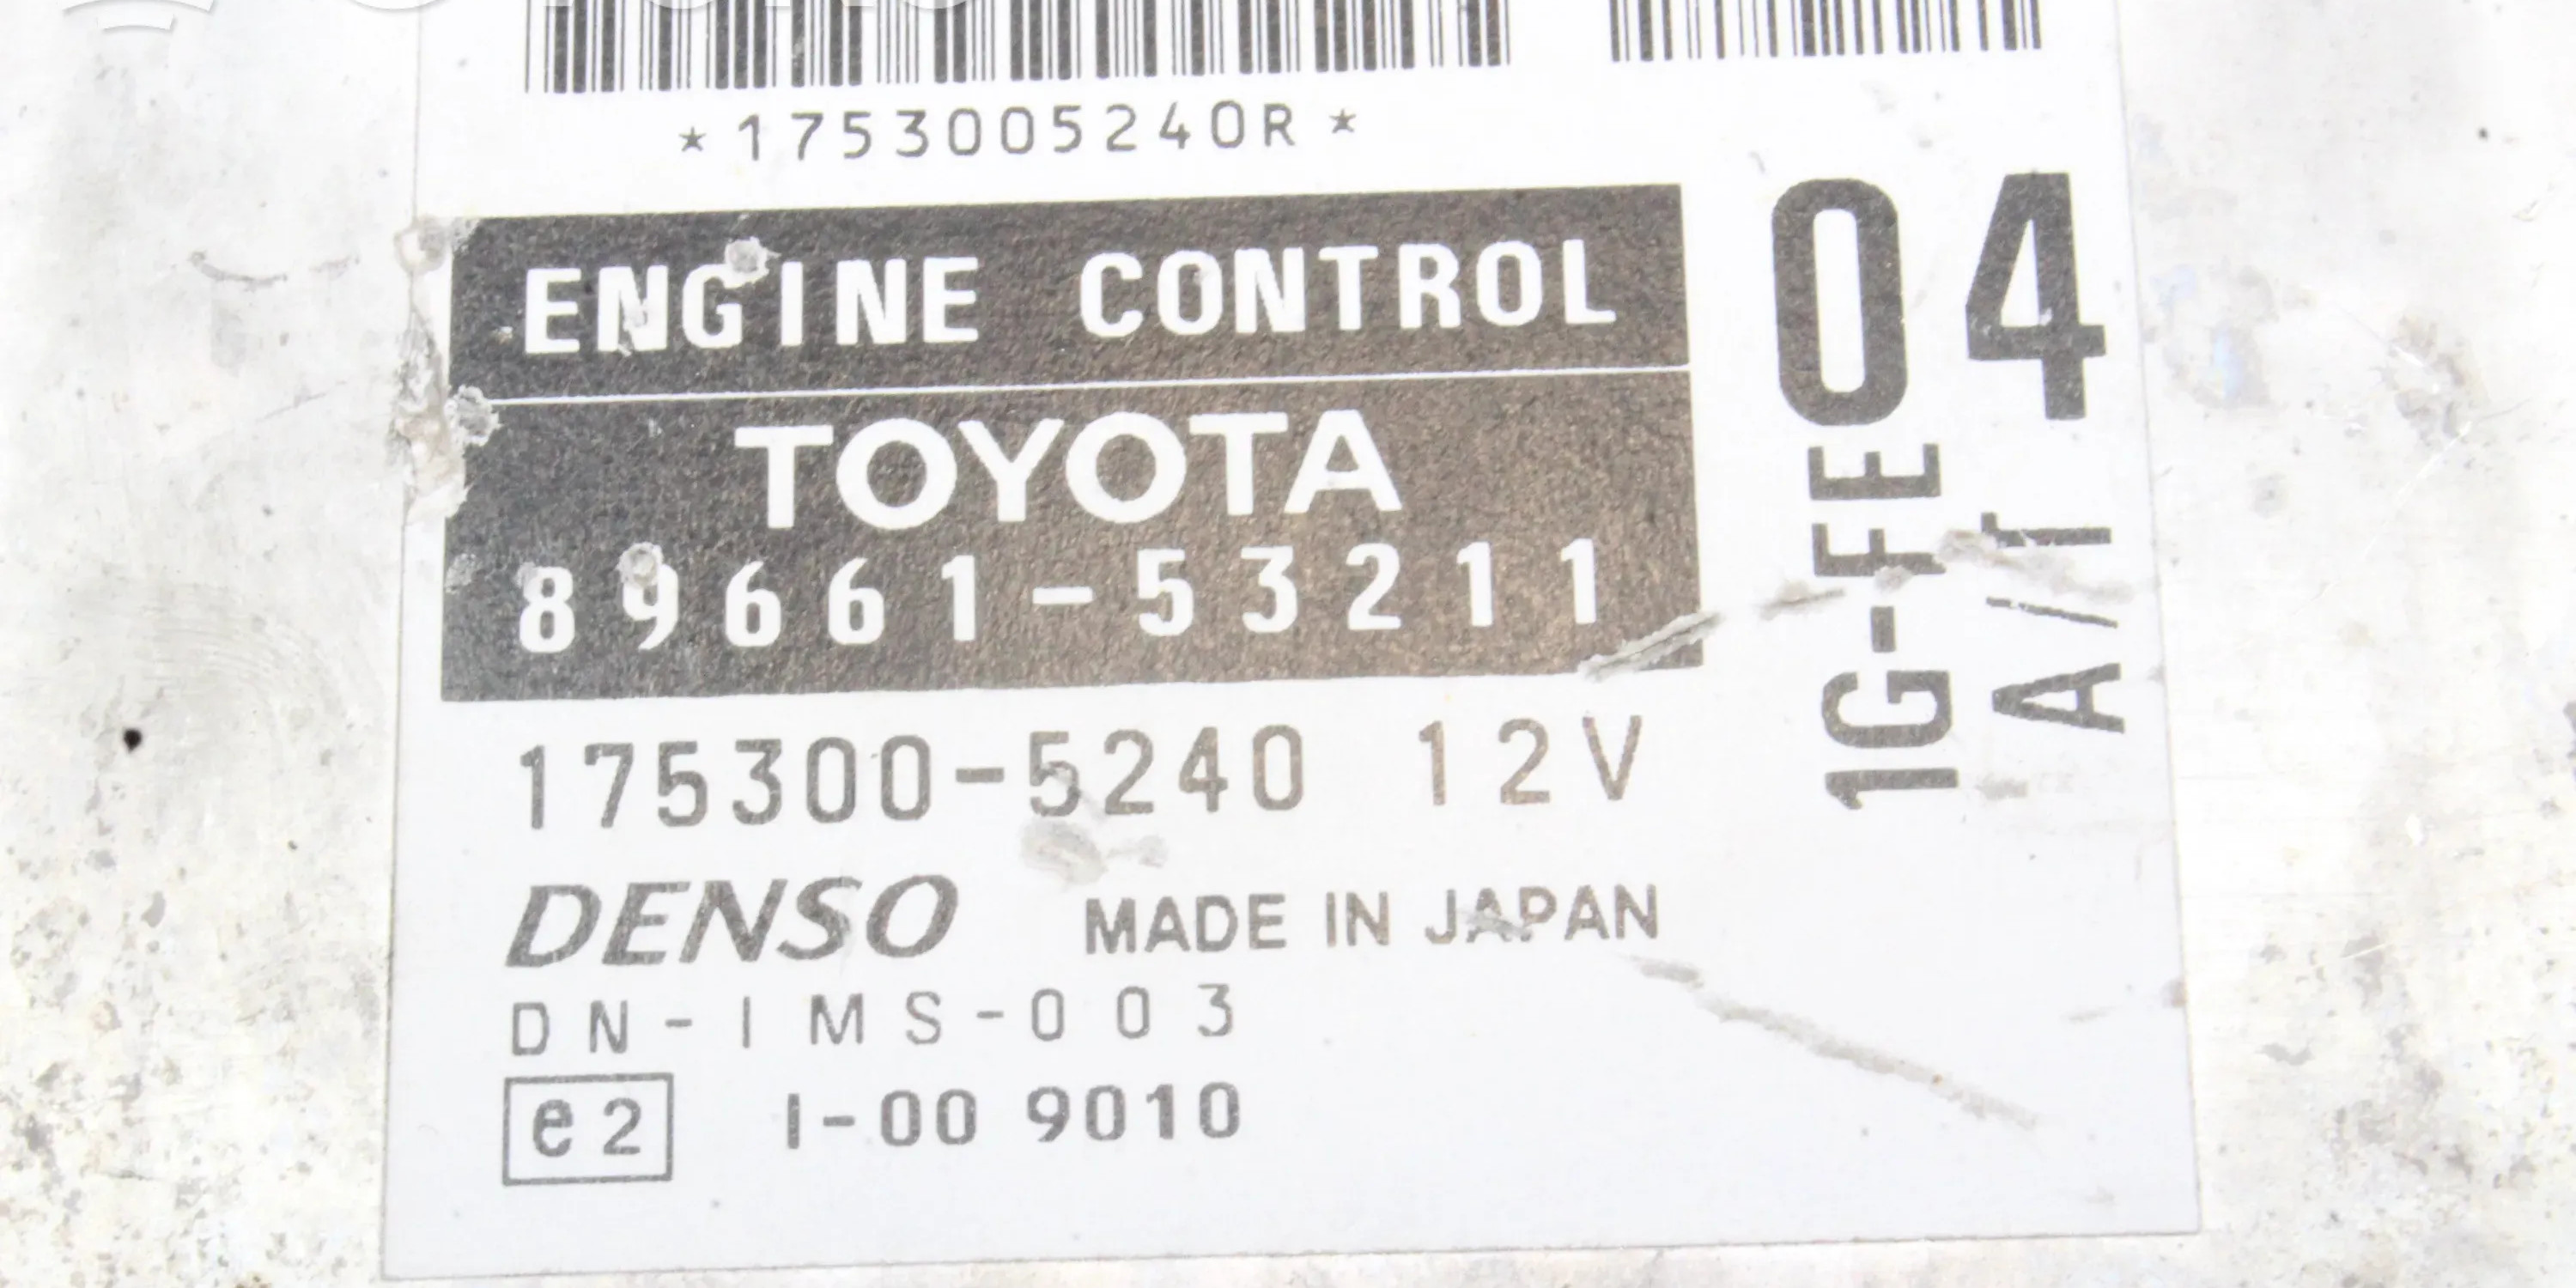 *1753005240R*
ENGINE CONTROL
TOYOTA
89661-53211
175300-5240 12V
DENSO MADE IN JAPAN
DN-IMS-003
e2 I-00 9010
04
1G-FE
A/T